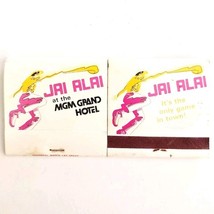 JAI ALAI
at the
MGM GRAND
HOTEL
JAI ALAI
It's the
only game
in town!